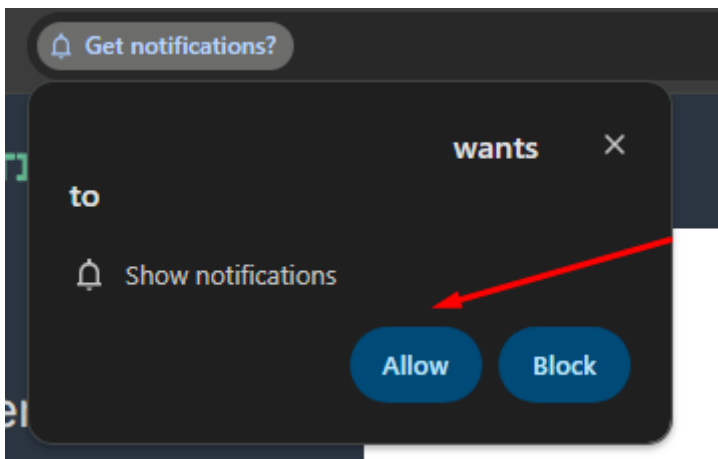 Get notifications?
wants
to
Show notifications
Allow Block